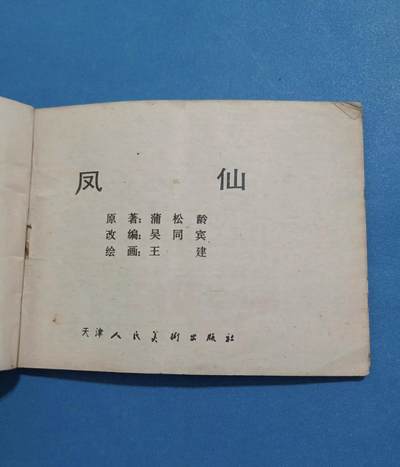 凤仙
原著：蒲松龄
改编：吴同宾
绘画：王建
天津人民美術出版社